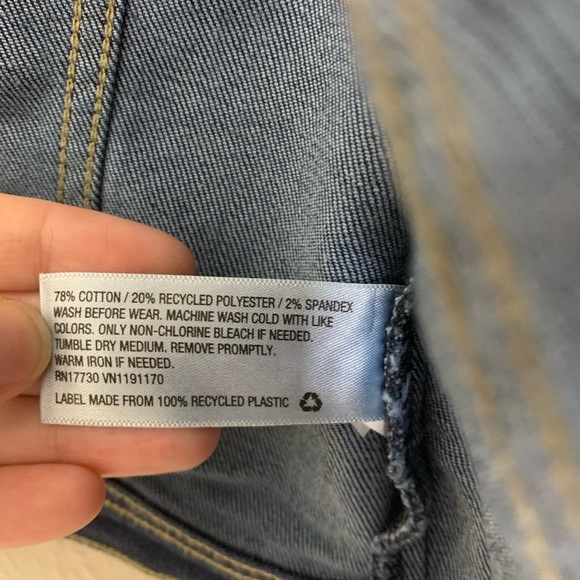 78% COTTON / 20% RECYCLED POLYESTER / 2% SPANDEX
WASH BEFORE WEAR. MACHINE WASH COLD WITH LIKE
COLORS. ONLY NON-CHLORINE BLEACH IF NEEDED.
TUMBLE DRY MEDIUM, REMOVE PROMPTLY.
WARM IRON IF NEEDED.
RN17730 VN1191170
LABEL MADE FROM 100% RECYCLED PLASTIC